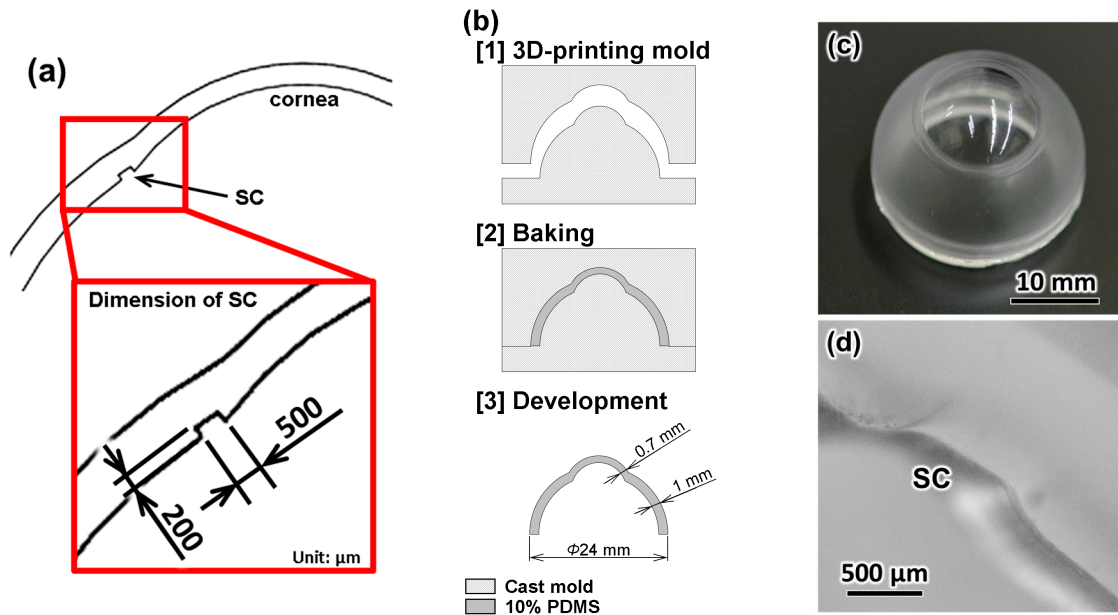 (a)
cornea
SC
Dimension of SC
500
200
Unit: μm
(b)
[1] 3D-printing mold
[2] Baking
[3] Development
0.7 mm
1 mm
Φ24 mm
Cast mold
10% PDMS
(c)
10 mm
(d)
SC
500 μm